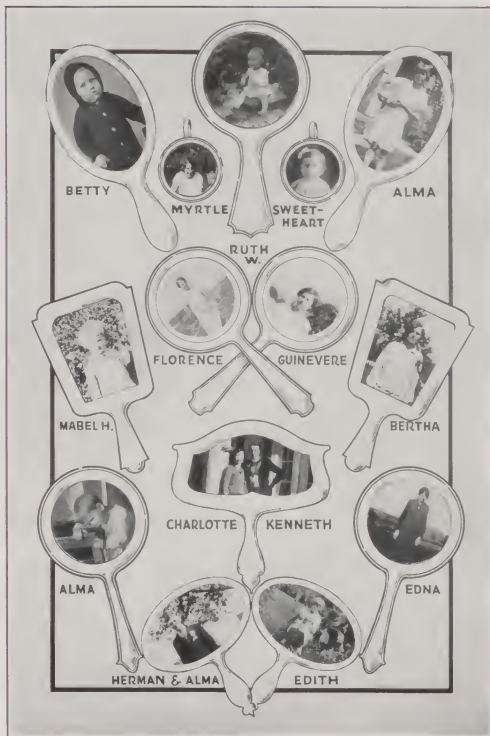 BETTY
MYRTLE
SWEET-
HEART
ALMA
RUTH
W.
FLORENCE
GUINEVERE
MABEL H.
BERTHA
CHARLOTTE
KENNETH
ALMA
EDNA
HERMAN & ALMA
EDITH